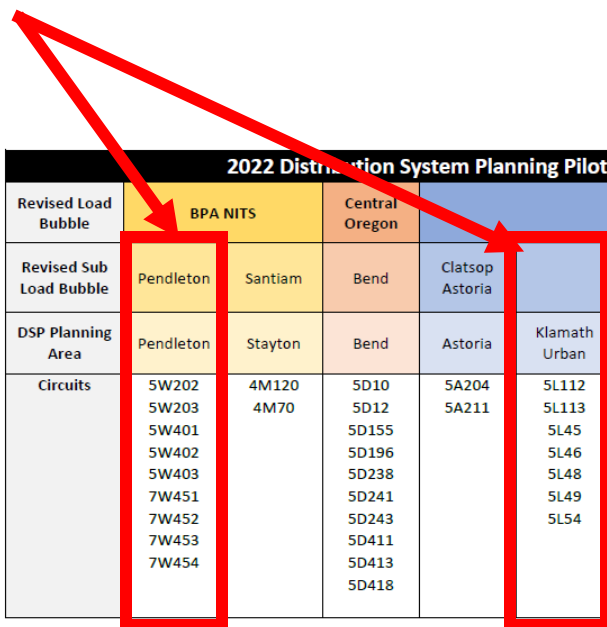 2022 Distribution System Planning Pilot
Revised Load Bubble BPA NITS Central Oregon
Revised Sub Load Bubble Pendleton Santiam Bend Clatsop Astoria
DSP Planning Area Pendleton Stayton Bend Astoria Klamath Urban
Circuits 5W202 4M120 5D10 5A204 5L112
5W203 4M70 5D12 5A211 5L113
5W401 5D155 5L45
5W402 5D196 5L46
5W403 5D238 5L48
7W451 5D241 5L49
7W452 5D243 5L54
7W453 5D411
7W454 5D413
5D418